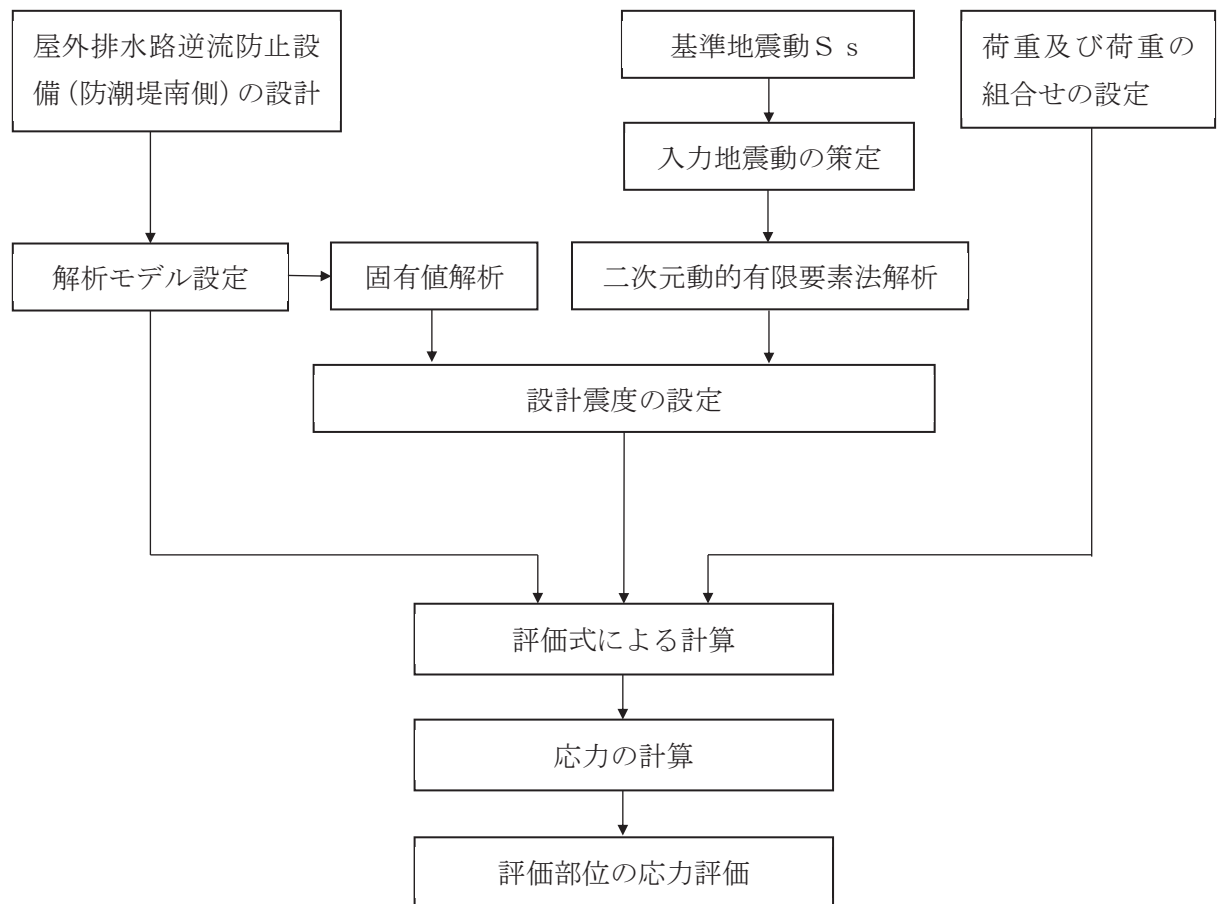 屋外排水路逆流防止設
備(防潮堤南側)の設計
基準地震動Ｓｓ
荷重及び荷重の
組合せの設定
入力地震動の策定
解析モデル設定
固有値解析
二次元動的有限要素法解析
設計震度の設定
評価式による計算
応力の計算
評価部位の応力評価